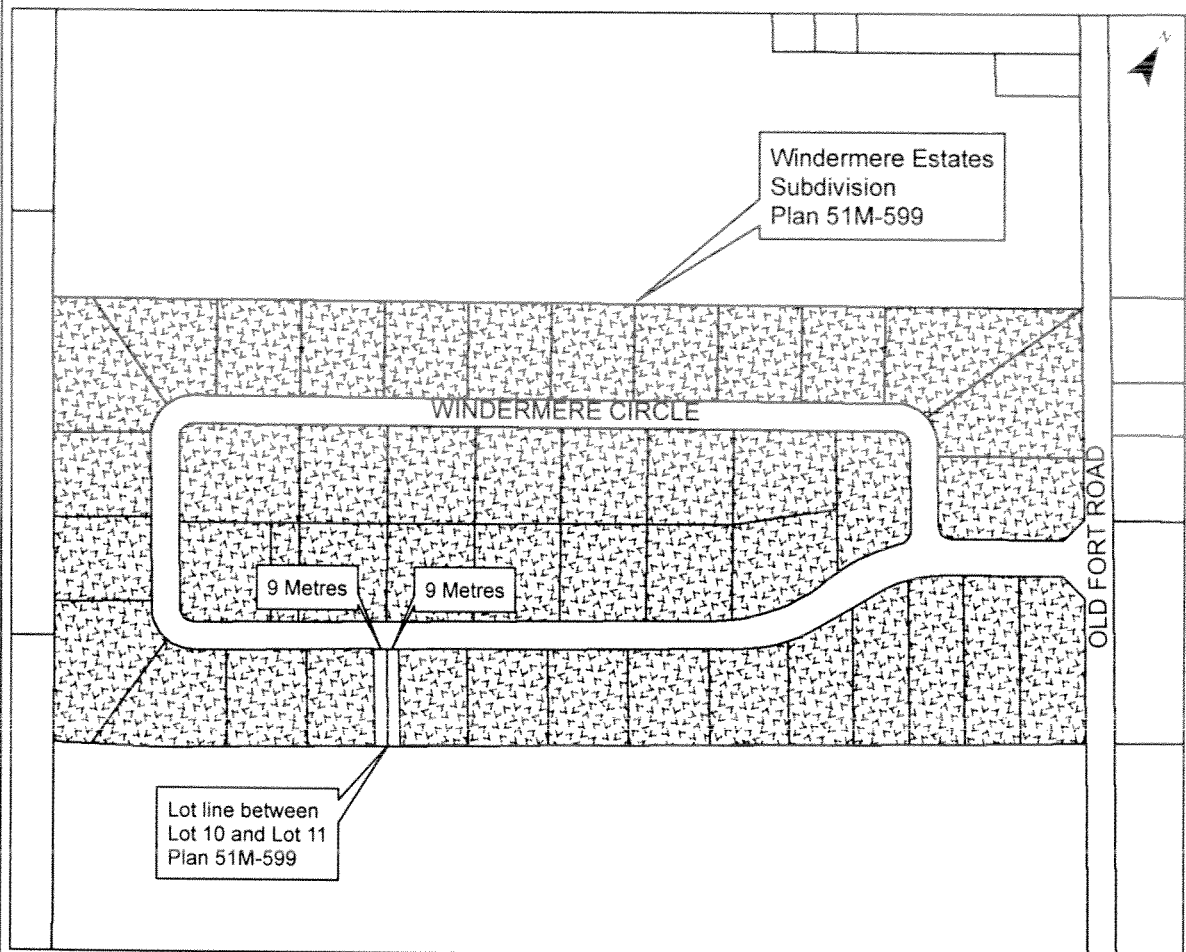 N
Windermere Estates
Subdivision
Plan 51M-599
WINDERMERE CIRCLE
OLD FORT ROAD
9 Metres
9 Metres
Lot line between
Lot 10 and Lot 11
Plan 51M-599